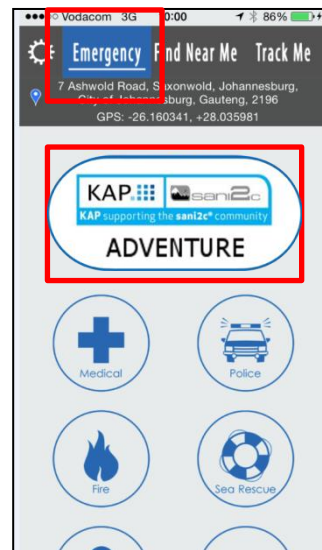 Vodacom 3G 0:00 86%
Emergency Find Near Me Track Me
7 Ashwold Road, Saxonwold, Johannesburg,
City of Johannesburg, Gauteng, 2196
GPS: -26.160341, +28.035981
KAP sani2c
KAP supporting the sani2c® community
ADVENTURE
Medical Police
Fire Sea Rescue